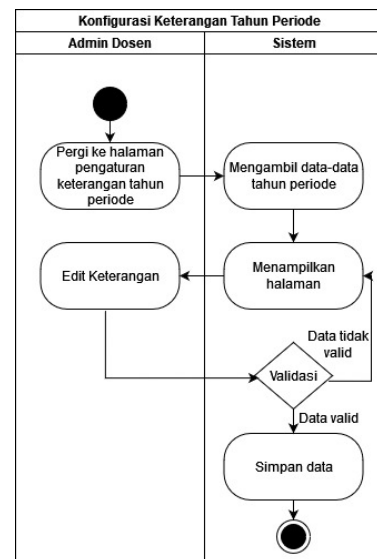 Konfigurasi Keterangan Tahun Periode
Admin Dosen
Sistem
Pergi ke halaman
pengaturan
keterangan tahun
periode
Mengambil data-data
tahun periode
Edit Keterangan
Menampilkan
halaman
Data tidak
valid
Validasi
Data valid
Simpan data